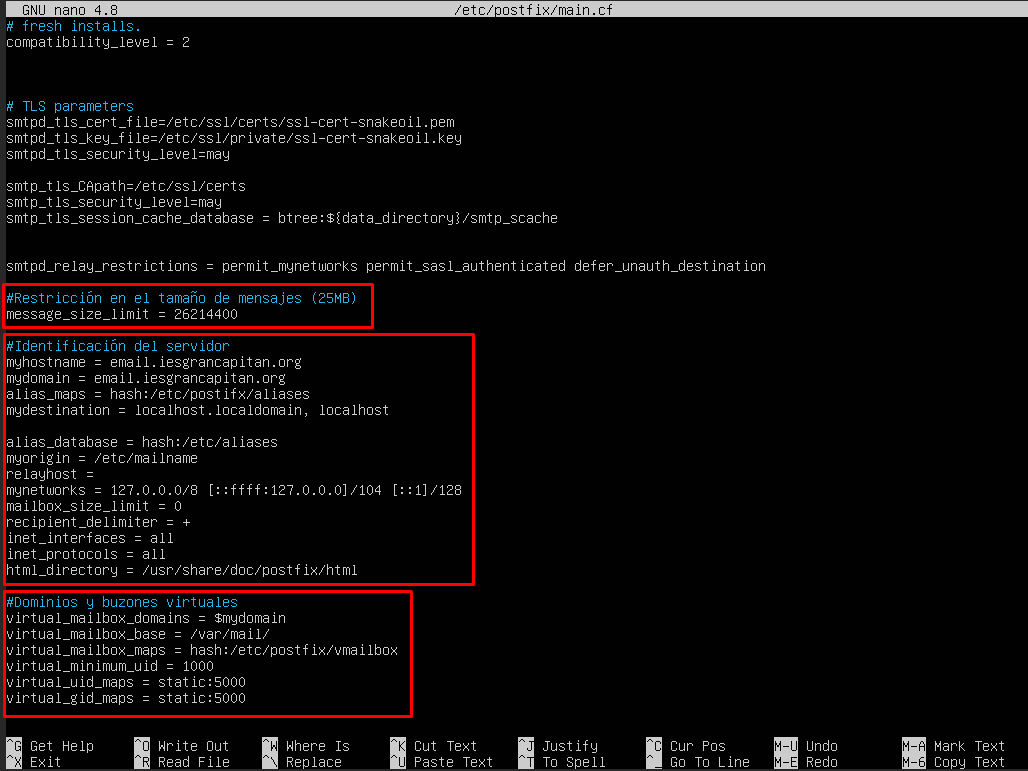 GNU nano 4.8 /etc/postfix/main.cf
# fresh installs.
compatibility_level = 2
# TLS parameters
smtpd_tls_cert_file=/etc/ssl/certs/ssl-cert-snakeoil.pem
smtpd_tls_key_file=/etc/ssl/private/ssl-cert-snakeoil.key
smtpd_tls_security_level=may
smtp_tls_CApath=/etc/ssl/certs
smtp_tls_security_level=may
smtp_tls_session_cache_database = btree:${data_directory}/smtp_scache
smtpd_relay_restrictions = permit_mynetworks permit_sasl_authenticated defer_unauth_destination
#Restricción en el tamaño de mensajes (25MB)
message_size_limit = 26214400
#Identificación del servidor
myhostname = email.iesgrancapitan.org
mydomain = email.iesgrancapitan.org
alias_maps = hash:/etc/postifx/aliases
mydestination = localhost.localdomain, localhost
alias_database = hash:/etc/aliases
myorigin = /etc/mailname
relayhost =
mynetworks = 127.0.0.0/8 [::ffff:127.0.0.0]/104 [::1]/128
mailbox_size_limit = 0
recipient_delimiter = +
inet_interfaces = all
inet_protocols = all
html_directory = /usr/share/doc/postfix/html
#Dominios y buzones virtuales
virtual_mailbox_domains = $mydomain
virtual_mailbox_base = /var/mail/
virtual_mailbox_maps = hash:/etc/postfix/vmailbox
virtual_minimum_uid = 1000
virtual_uid_maps = static:5000
virtual_gid_maps = static:5000
^G Get Help ^O Write Out ^W Where Is ^K Cut Text ^J Justify ^C Cur Pos M-U Undo M-A Mark Text
^X Exit ^R Read File ^\ Replace ^U Paste Text ^T To Spell ^_ Go To Line M-E Redo M-6 Copy Text